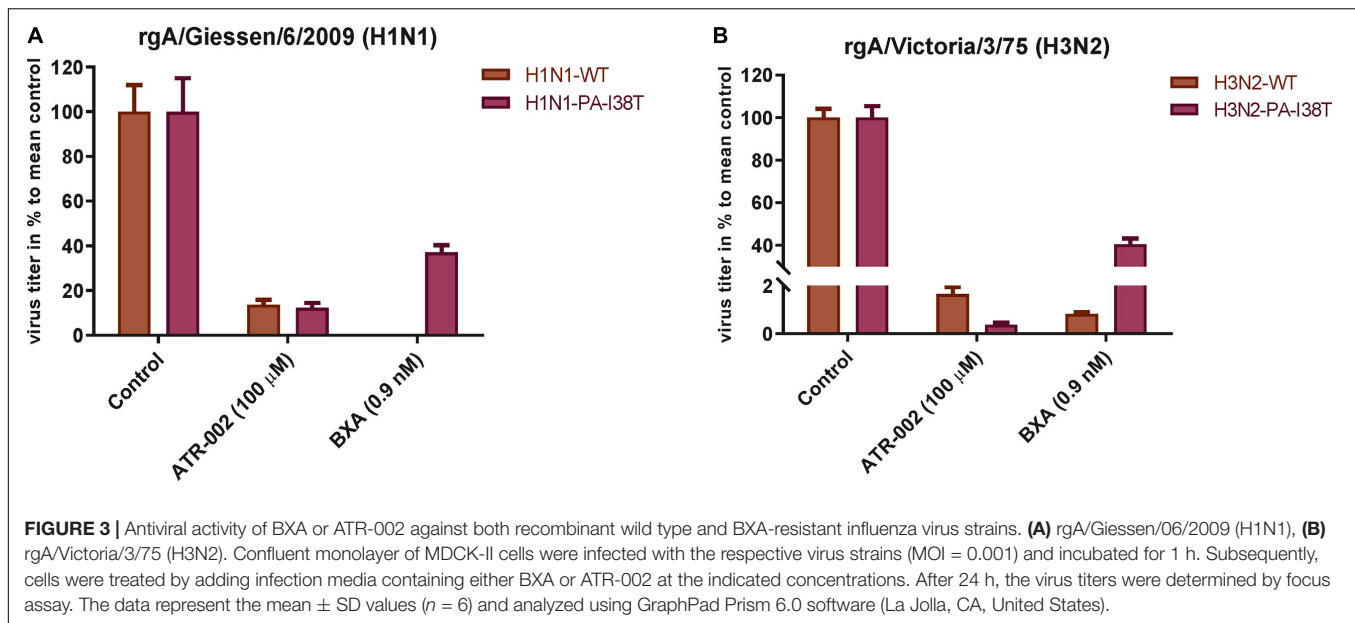 A
rgA/Giessen/6/2009 (H1N1)
virus titer in % to mean control
120
100
80
60
40
20
0
H1N1-WT
H1N1-PA-I38T
Control
ATR-002 (100 μM)
BXA (0.9 nM)
B
rgA/Victoria/3/75 (H3N2)
virus titer in % to mean control
120
100
80
60
40
2
0
H3N2-WT
H3N2-PA-I38T
Control
ATR-002 (100 μM)
BXA (0.9 nM)
FIGURE 3 | Antiviral activity of BXA or ATR-002 against both recombinant wild type and BXA-resistant influenza virus strains. (A) rgA/Giessen/06/2009 (H1N1), (B)
rgA/Victoria/3/75 (H3N2). Confluent monolayer of MDCK-II cells were infected with the respective virus strains (MOI = 0.001) and incubated for 1 h. Subsequently,
cells were treated by adding infection media containing either BXA or ATR-002 at the indicated concentrations. After 24 h, the virus titers were determined by focus
assay. The data represent the mean ± SD values (n = 6) and analyzed using GraphPad Prism 6.0 software (La Jolla, CA, United States).